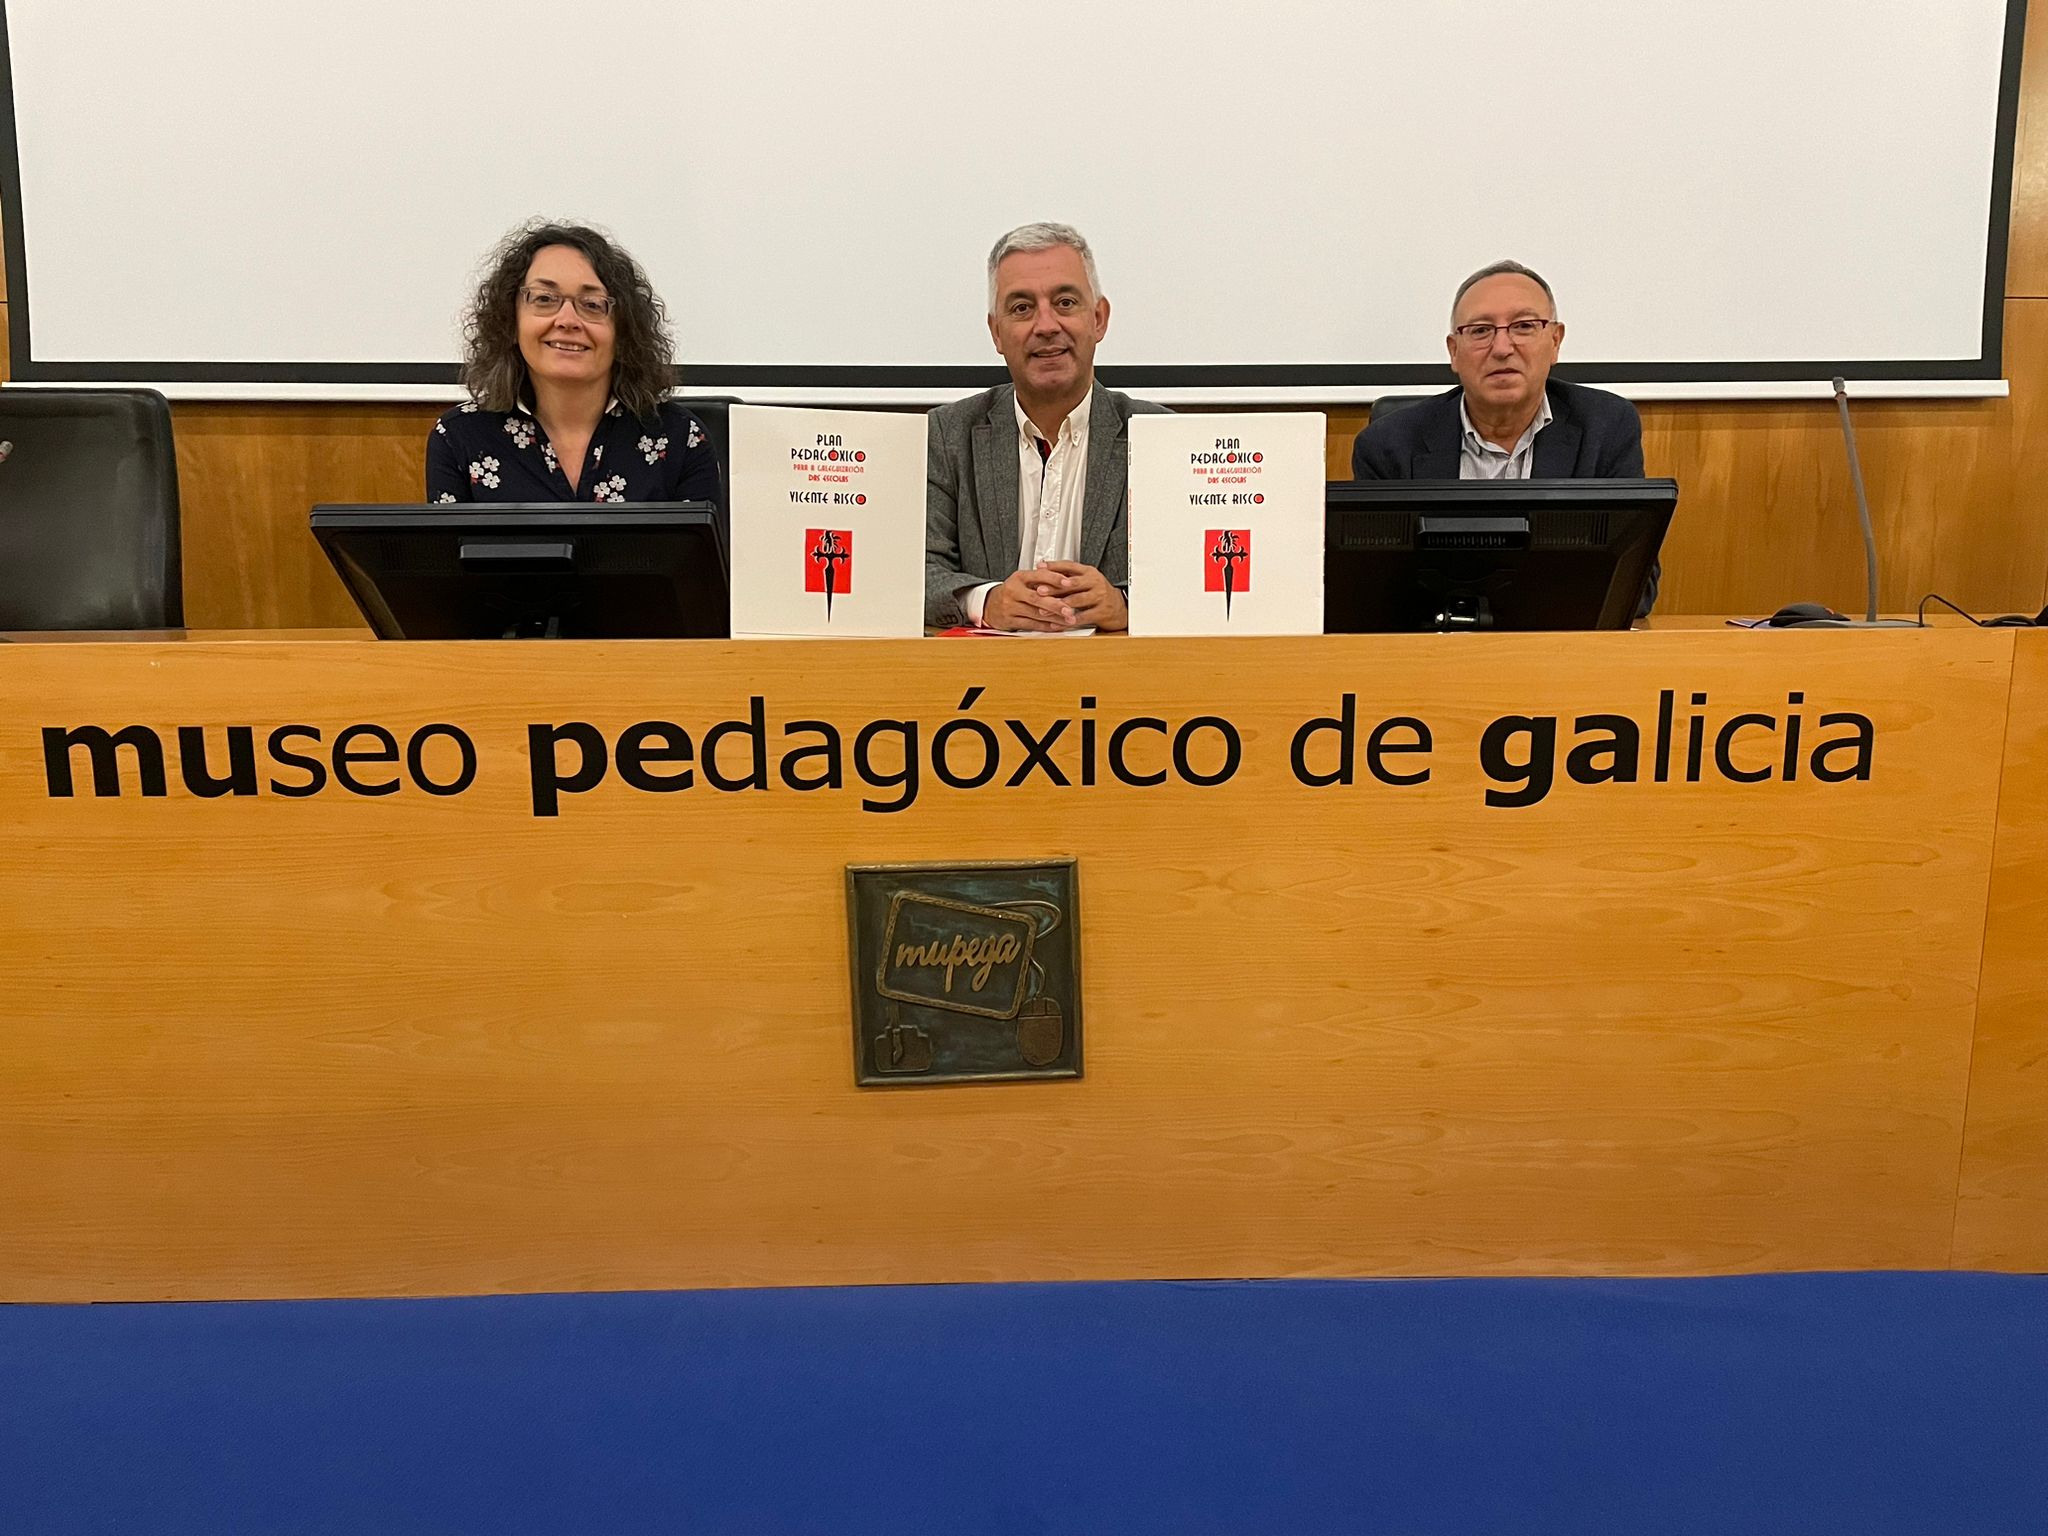 PLAN
PEDAGÓXICO
PARA A GALEGUIZACIÓN
DAS ESCOLAS
VICENTE RISCO
PLAN
PEDAGÓXICO
PARA A GALEGUIZACIÓN
DAS ESCOLAS
VICENTE RISCO
museo pedagóxico de galicia
mupega